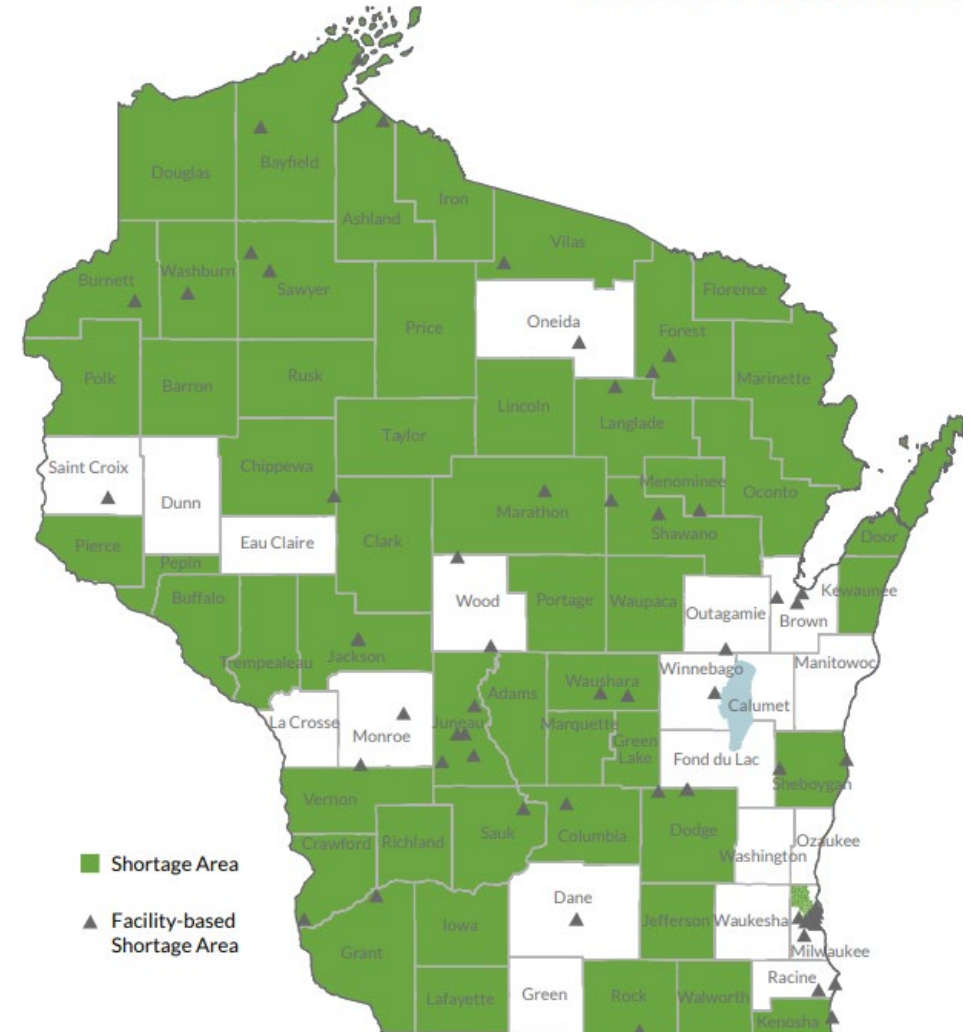 Douglas
Bayfield
Ashland
Iron
Vilas
Burnett
Washburn
Sawyer
Florence
Price
Oneida
Forest
Polk
Barron
Rusk
Marinette
Lincoln
Taylor
Langlade
Saint Croix
Chippewa
Menominee
Oconto
Dunn
Marathon
Shawano
Pierce
Eau Claire
Clark
Door
Pepin
Buffalo
Wood
Portage
Waupaca
Outagamie
Brown
Kewaunee
Trempealeau
Jackson
Adams
Waushara
Winnebago
Manitowoc
Calumet
La Crosse
Monroe
Juneau
Marquette
Green
Lake
Fond du Lac
Sheboygan
Vernon
Crawford
Richland
Sauk
Columbia
Dodge
Ozaukee
Washington
Shortage Area
Facility-based
Shortage Area
Dane
Grant
Iowa
Jefferson
Waukesha
Milwaukee
Lafayette
Green
Rock
Walworth
Racine
Kenosha